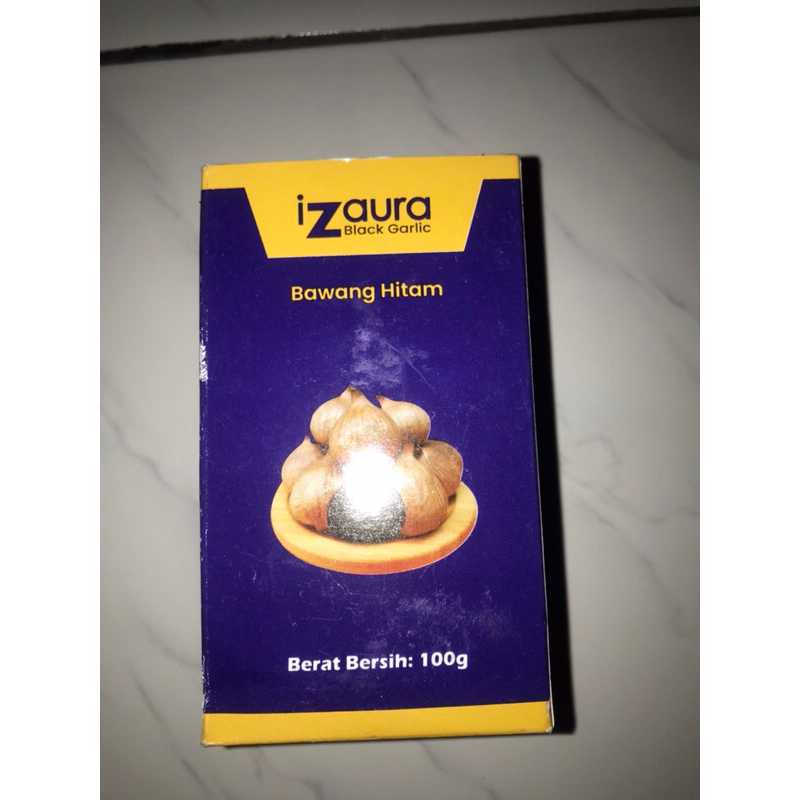 izaura
Black Garlic
Bawang Hitam
Berat Bersih: 100g